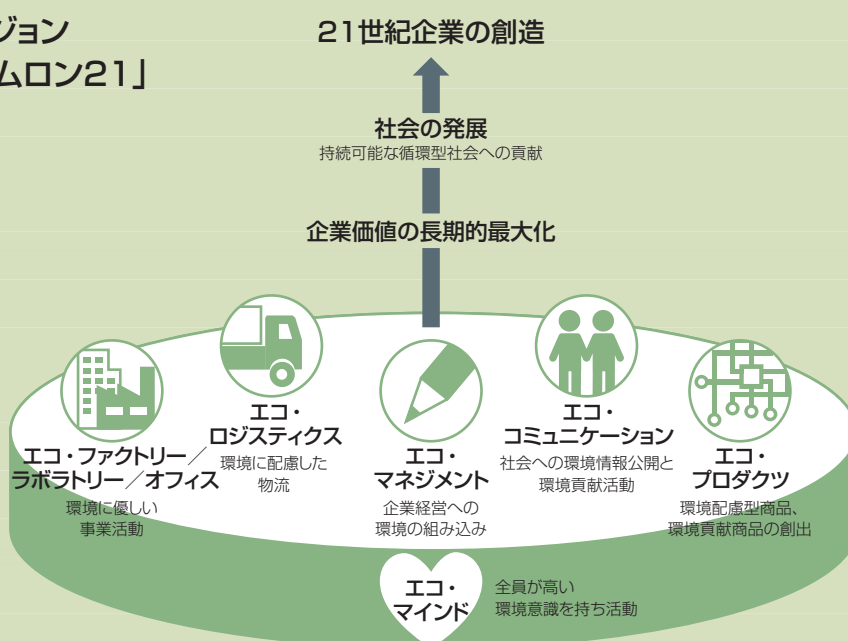 ジョン
ムロン21」
21世紀企業の創造
社会の発展
持続可能な循環型社会への貢献
企業価値の長期的最大化
エコ・ファクトリー／
ラボラトリー／オフィス
環境に優しい
事業活動
エコ・
ロジスティクス
環境に配慮した
物流
エコ・
マネジメント
企業経営への
環境の組み込み
エコ・
コミュニケーション
社会への環境情報公開と
環境貢献活動
エコ・
プロダクツ
環境配慮型商品、
環境貢献商品の創出
エコ・
マインド
全員が高い
環境意識を持ち活動